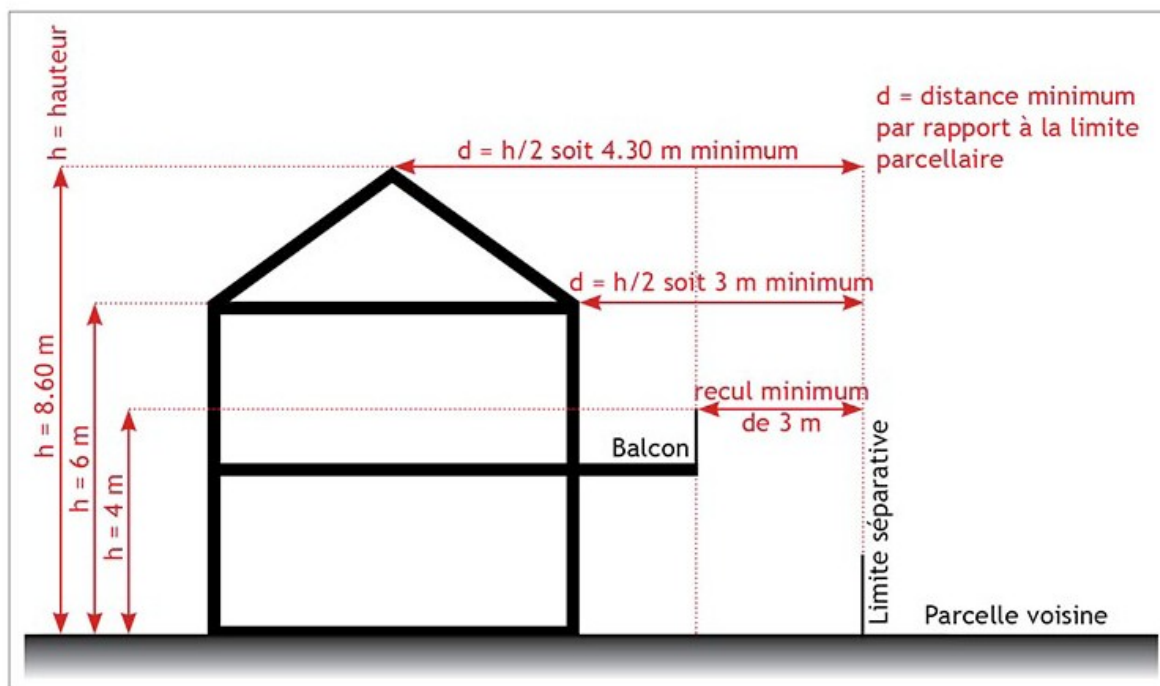 h = hauteur
d = distance minimum
par rapport à la limite
parcellaire
d = h/2 soit 4.30 m minimum
d = h/2 soit 3 m minimum
recul minimum
de 3 m
Balcon
h = 8.60 m
h = 6 m
h = 4 m
Limite séparative
Parcelle voisine